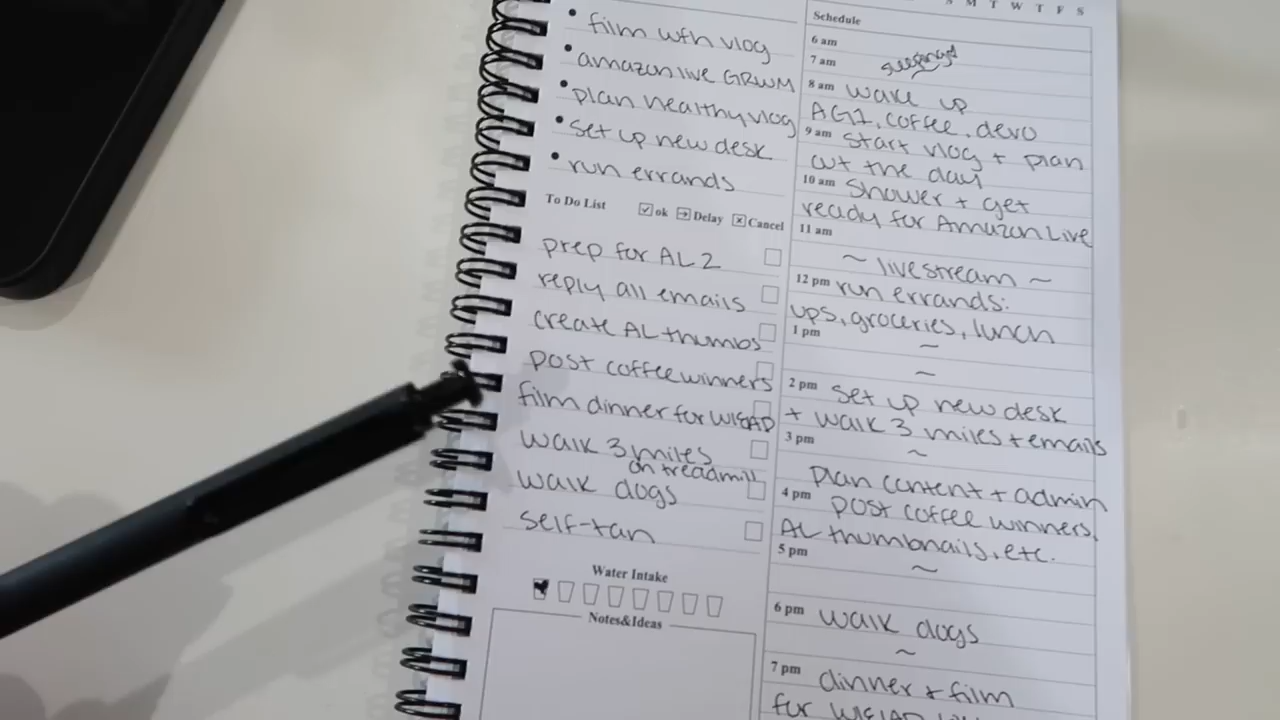 S M T W T F S
film wfh vlog
amazon live GRWM
plan healthy vlog
set up new desk
run errands
To Do List ok Delay Cancel
prep for AL 2
reply all emails
create AL thumbs
post coffee winners
film dinner for WIEIAD
walk 3 miles
on treadmill
walk dogs
self-tan
Water Intake
Notes&Ideas
Schedule
6 am
7 am
8 am wake up
AG1, coffee, devo
9 am start vlog + plan
out the day
10 am shower + get
ready for Amazon Live
11 am
~ livestream ~
12 pm run errands:
ups, groceries, lunch
1 pm ~
~
2 pm set up new desk
+ walk 3 miles + emails
3 pm ~
plan content + admin
4 pm post coffee winners,
AL thumbnails, etc.
5 pm ~
6 pm walk dogs
~
7 pm dinner + film
for WIEIAD